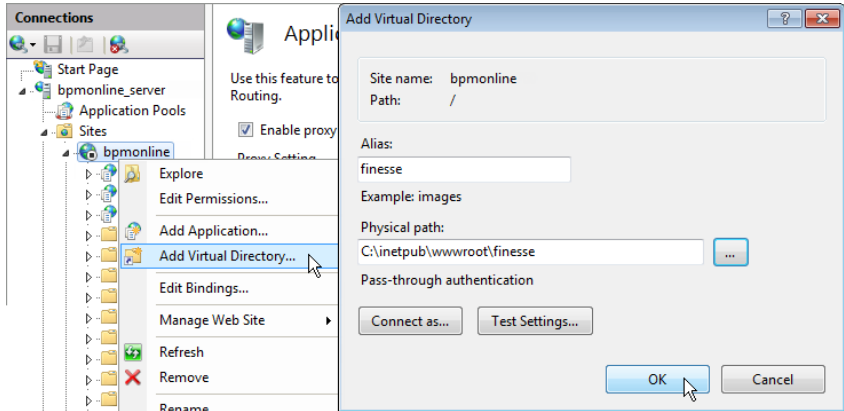 Connections
Start Page
bpmonline_server
Application Pools
Sites
bpmonline
Explore
Edit Permissions...
Add Application...
Add Virtual Directory...
Edit Bindings...
Manage Web Site
Refresh
Remove
Rename
Use this feature to
Routing.
Enable proxy
Proxy Setting
Add Virtual Directory
Site name: bpmonline
Path: /
Alias:
finesse
Example: images
Physical path:
C:\inetpub\wwwroot\finesse
...
Pass-through authentication
Connect as...
Test Settings...
OK
Cancel